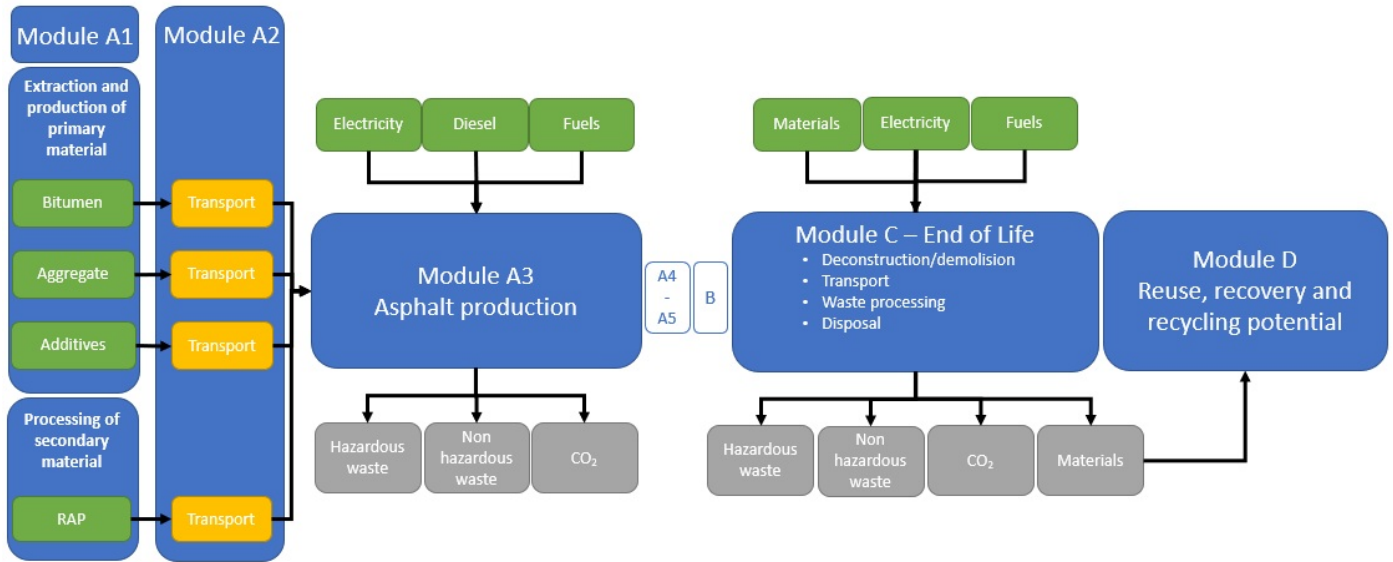 Module A1
Extraction and
production of
primary
material
Bitumen
Aggregate
Additives
Processing of
secondary
material
RAP
Module A2
Transport
Transport
Transport
Transport
Electricity
Diesel
Fuels
Module A3
Asphalt production
Hazardous
waste
Non
hazardous
waste
CO₂
A4
-
A5
B
Materials
Electricity
Fuels
Module C – End of Life
• Deconstruction/demolision
• Transport
• Waste processing
• Disposal
Hazardous
waste
Non
hazardous
waste
CO₂
Materials
Module D
Reuse, recovery and
recycling potential